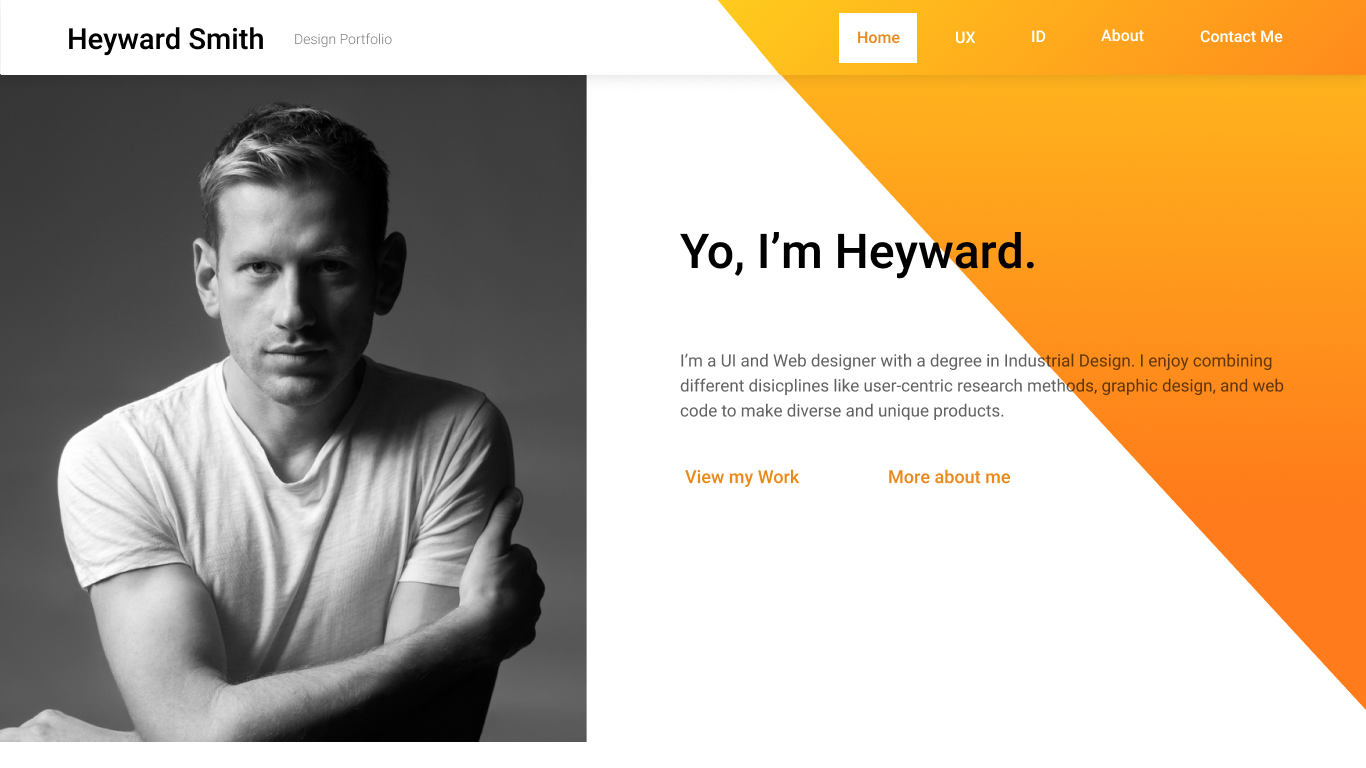 Heyward Smith
Design Portfolio
Home
UX
ID
About
Contact Me
Yo, I’m Heyward.
I’m a UI and Web designer with a degree in Industrial Design. I enjoy combining
different disicplines like user-centric research methods, graphic design, and web
code to make diverse and unique products.
View my Work
More about me